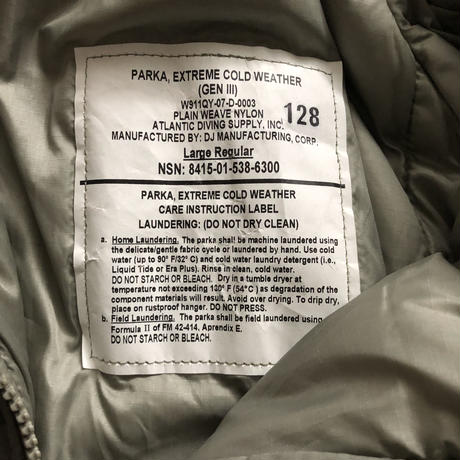 PARKA, EXTREME COLD WEATHER
(GEN III)
W911QY-07-D-0003
PLAIN WEAVE NYLON
ATLANTIC DIVING SUPPLY, INC.
128
MANUFACTURED BY: DJ MANUFACTURING, CORP.
Large Regular
NSN: 8415-01-538-6300
PARKA, EXTREME COLD WEATHER
CARE INSTRUCTION LABEL
LAUNDERING: (DO NOT DRY CLEAN)
a. Home Laundering. The parka shall be machine laundered using
the delicate/gentle fabric cycle or laundered by hand. Use cold
water (up to 90° F/32° C) and cold water laundry detergent (i.e.,
Liquid Tide or Era Plus). Rinse in clean, cold water.
DO NOT STARCH OR BLEACH. Dry in a tumble dryer at
temperature not exceeding 130° F (54° C) as degradation of the
component materials will result. Avoid over drying. To drip dry,
place on rustproof hanger. DO NOT PRESS.
b. Field Laundering. The parka shall be field laundered using
Formula II of FM 42-414, Aprendix E.
DO NOT STARCH OR BLEACH.